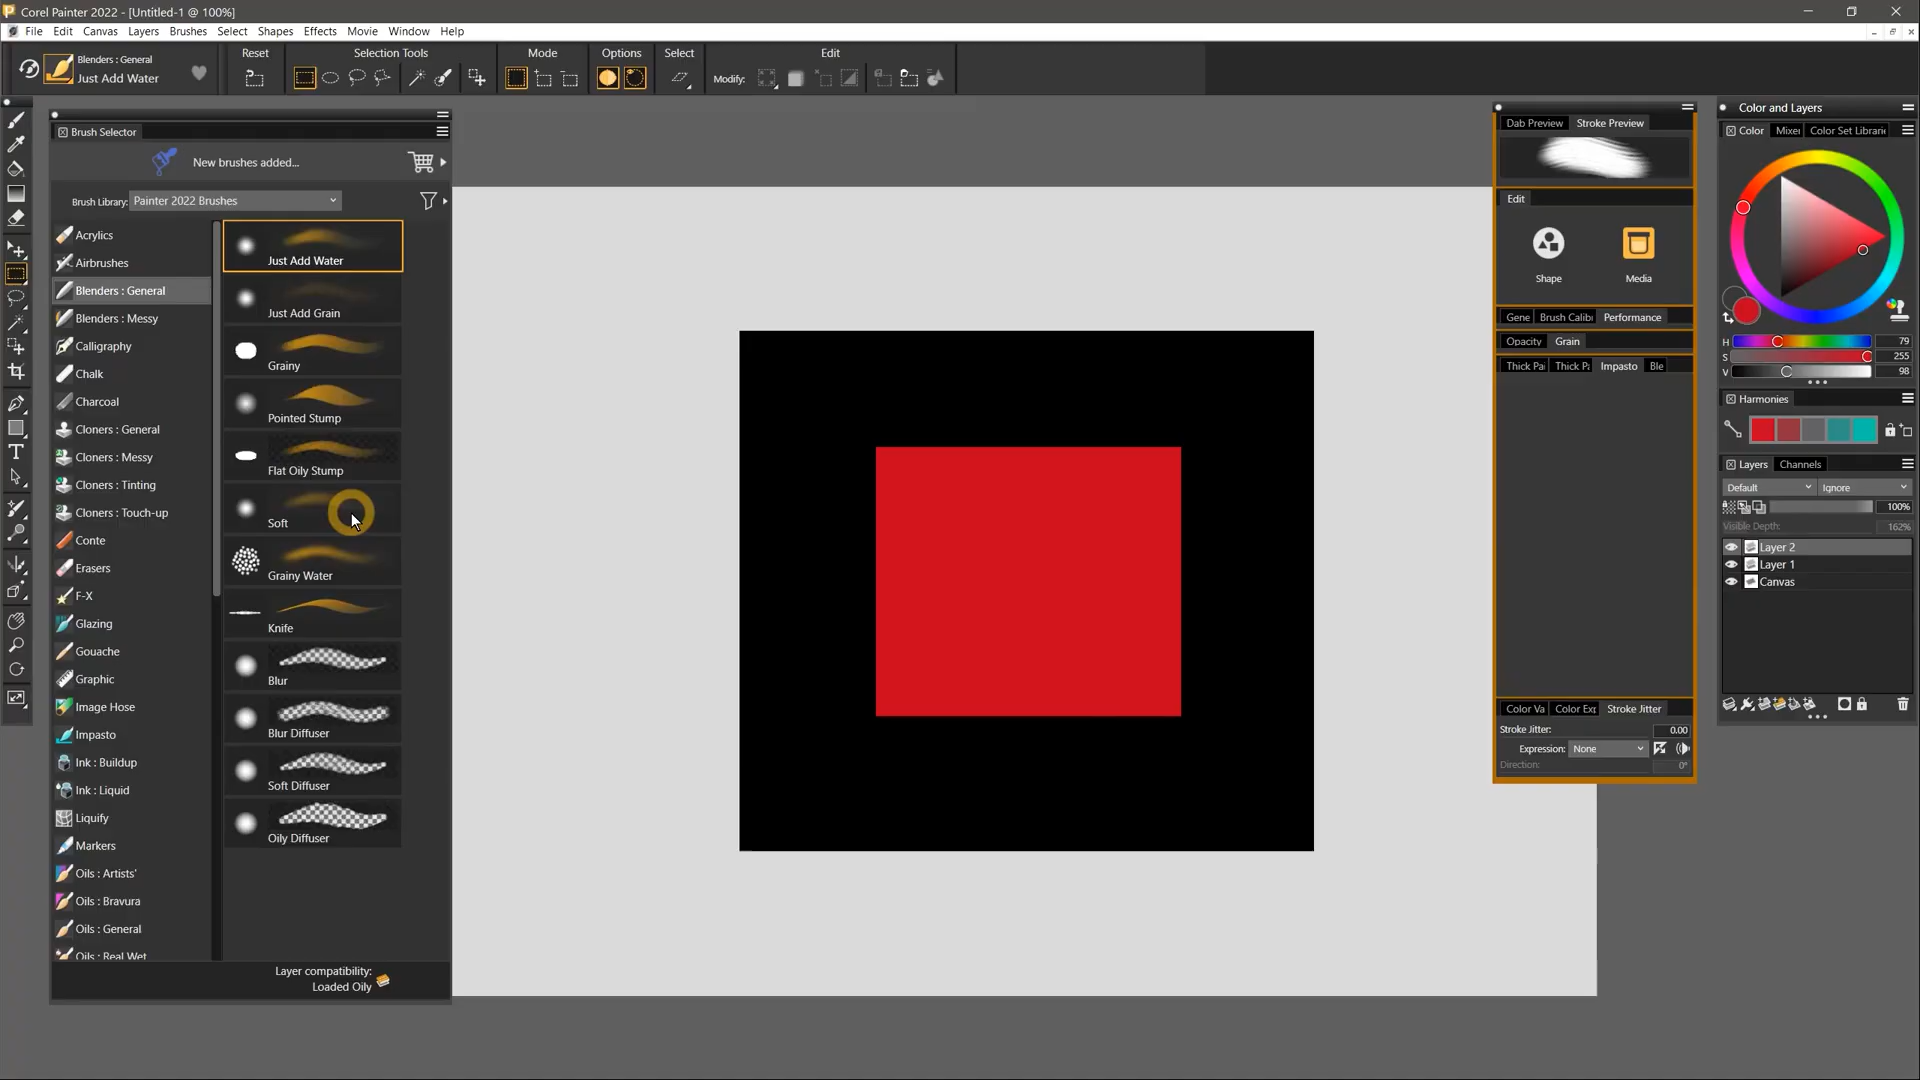 Corel Painter 2022 - [Untitled-1 @ 100%]
File Edit Canvas Layers Brushes Select Shapes Effects Movie Window Help
Blenders : General
Just Add Water
Reset
Selection Tools
Mode
Options
Select
Edit
Modify:
Brush Selector
New brushes added...
Brush Library: Painter 2022 Brushes
Acrylics
Airbrushes
Blenders : General
Blenders : Messy
Calligraphy
Chalk
Charcoal
Cloners : General
Cloners : Messy
Cloners : Tinting
Cloners : Touch-up
Conte
Erasers
F-X
Glazing
Gouache
Graphic
Image Hose
Impasto
Ink : Buildup
Ink : Liquid
Liquify
Markers
Oils : Artists'
Oils : Bravura
Oils : General
Oils : Real Wet
Just Add Water
Just Add Grain
Grainy
Pointed Stump
Flat Oily Stump
Soft
Grainy Water
Knife
Blur
Blur Diffuser
Soft Diffuser
Oily Diffuser
Layer compatibility:
Loaded Oily
Dab Preview Stroke Preview
Edit
Shape Media
Gene Brush Calib Performance
Opacity Grain
Thick Pai Thick Pa Impasto Ble
Color Va Color Exp Stroke Jitter
Stroke Jitter: 0.00
Expression: None
Direction: 0°
Color and Layers
Color Mixe Color Set Librarie
H 79
S 255
V 98
Harmonies
Layers Channels
Default Ignore
100%
Visible Depth: 162%
Layer 2
Layer 1
Canvas
T